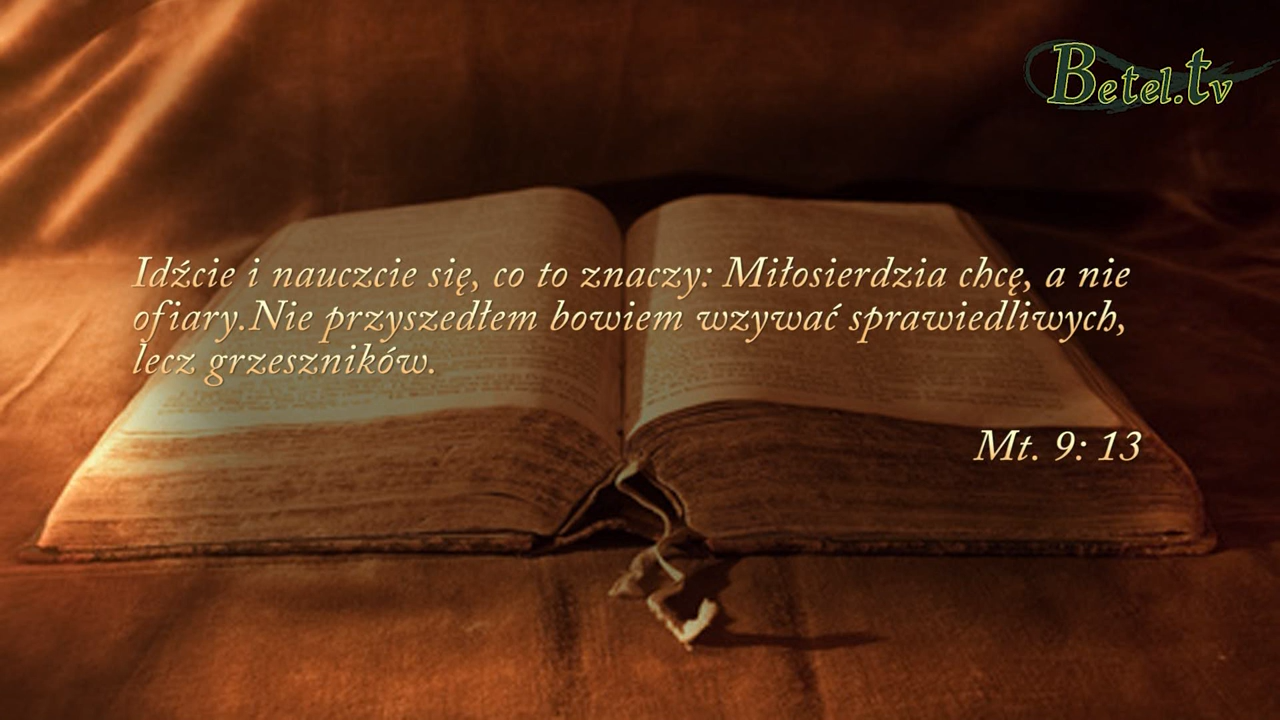 Betel.tv
Idźcie i nauczcie się, co to znaczy: Miłosierdzia chcę, a nie
ofiary.Nie przyszedłem bowiem wzywać sprawiedliwych,
lecz grzeszników.
Mt. 9: 13